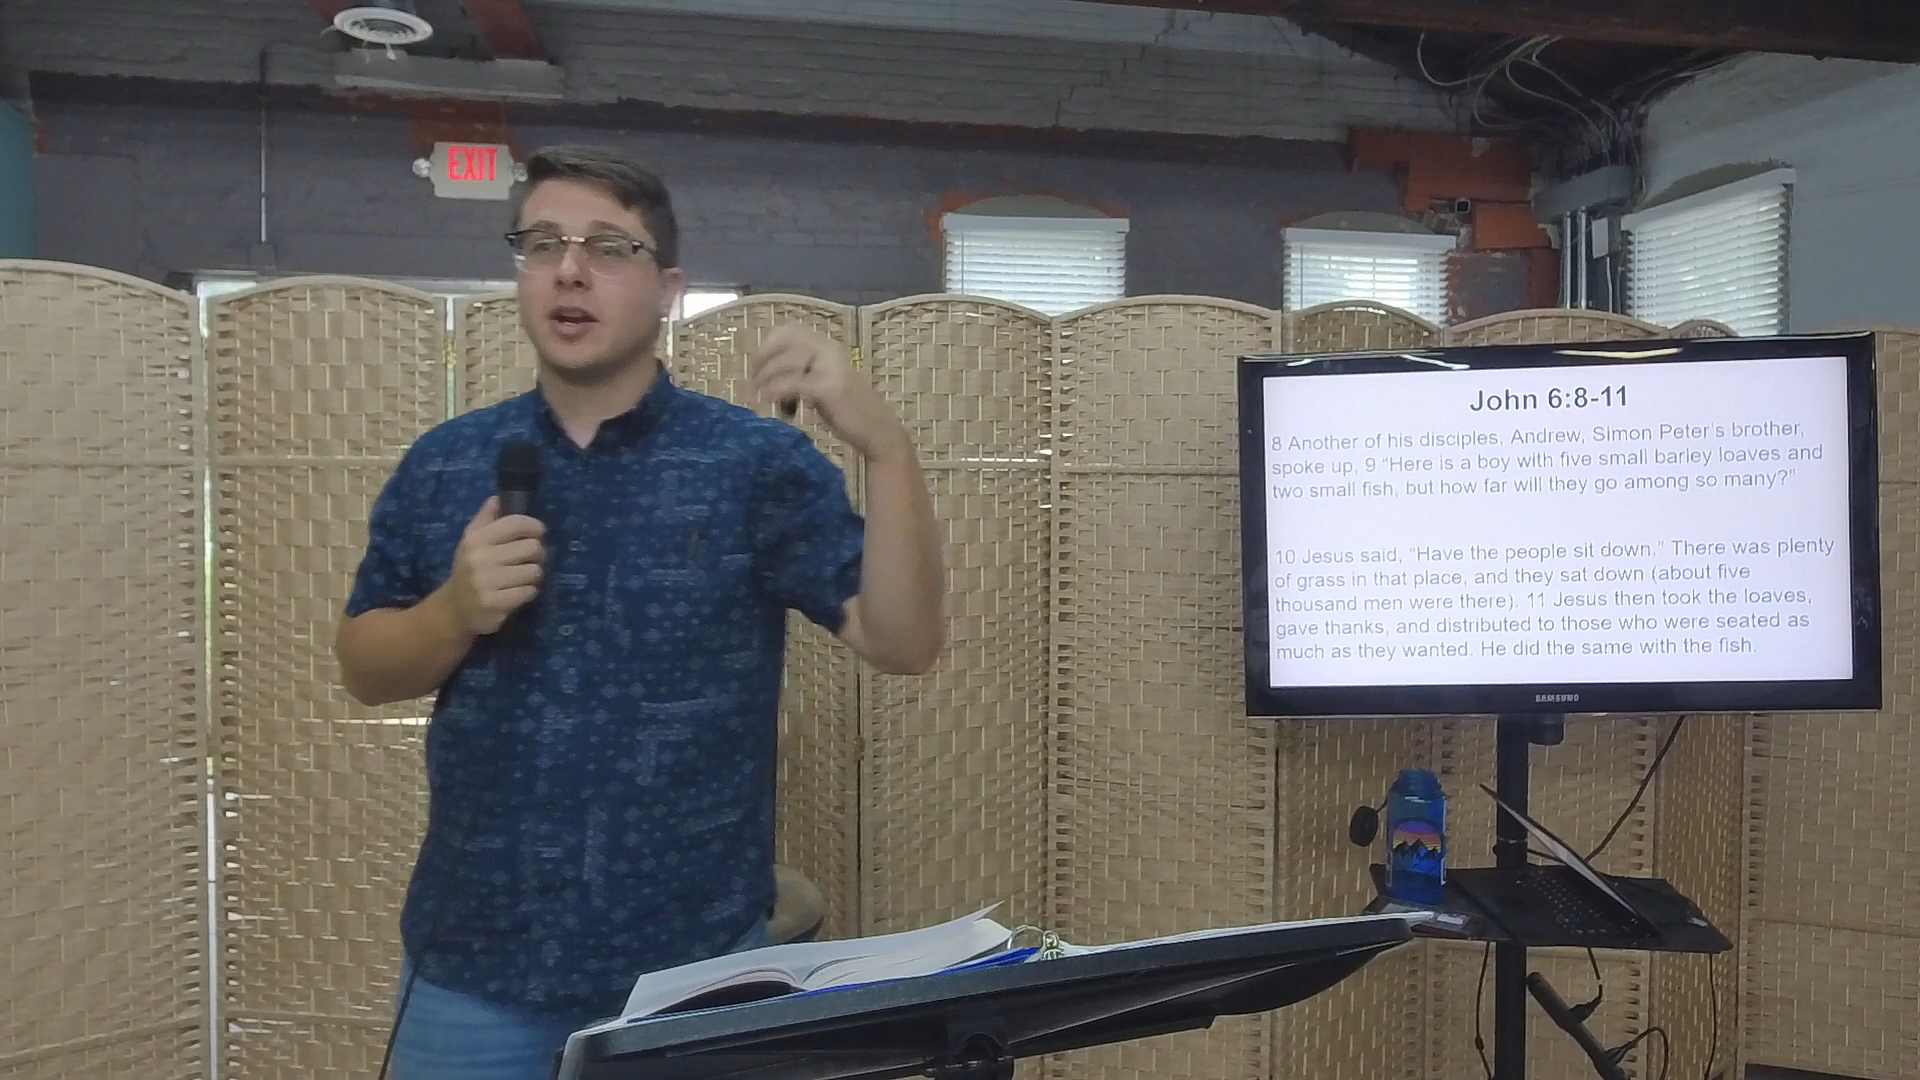 EXIT
John 6:8-11
8 Another of his disciples, Andrew, Simon Peter's brother,
spoke up, 9 “Here is a boy with five small barley loaves and
two small fish, but how far will they go among so many?”
10 Jesus said, “Have the people sit down.” There was plenty
of grass in that place, and they sat down (about five
thousand men were there). 11 Jesus then took the loaves,
gave thanks, and distributed to those who were seated as
much as they wanted. He did the same with the fish.
SAMSUNG